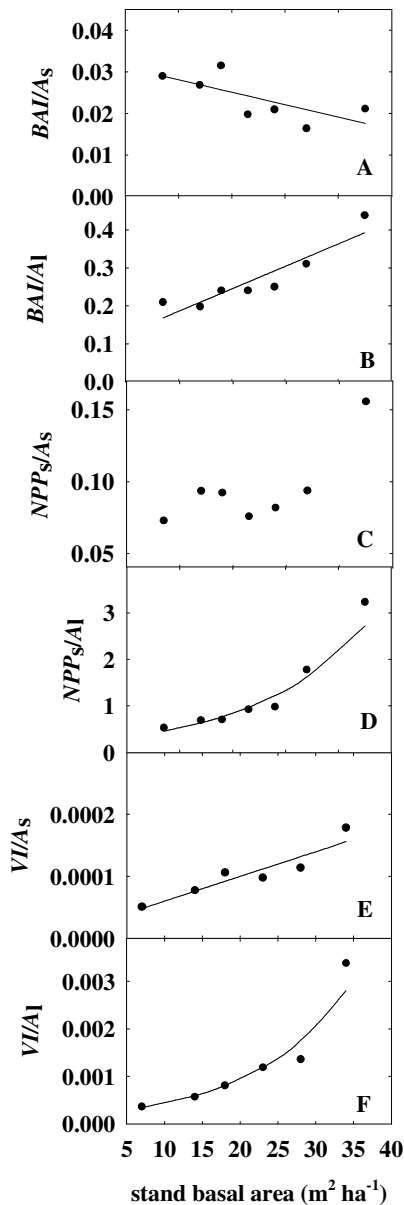 0.04
0.03
0.02
0.01
0.00
BAI/As
A
0.4
0.3
0.2
0.1
0.0
BAI/Al
B
0.15
0.10
0.05
NPPs/As
C
3
2
1
0
NPPs/Al
D
0.0002
0.0001
0.0000
VI/As
E
0.003
0.002
0.001
0.000
VI/Al
F
5 10 15 20 25 30 35 40
stand basal area (m² ha⁻¹)